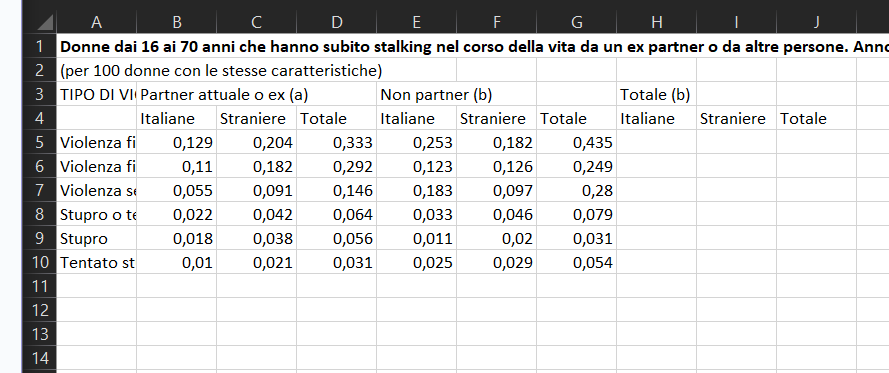 A B C D E F G H I J
1 Donne dai 16 ai 70 anni che hanno subito stalking nel corso della vita da un ex partner o da altre persone. Anno
2 (per 100 donne con le stesse caratteristiche)
3 TIPO DI VI Partner attuale o ex (a) Non partner (b) Totale (b)
4 Italiane Straniere Totale Italiane Straniere Totale Italiane Straniere Totale
5 Violenza fi 0,129 0,204 0,333 0,253 0,182 0,435
6 Violenza fi 0,11 0,182 0,292 0,123 0,126 0,249
7 Violenza se 0,055 0,091 0,146 0,183 0,097 0,28
8 Stupro o te 0,022 0,042 0,064 0,033 0,046 0,079
9 Stupro 0,018 0,038 0,056 0,011 0,02 0,031
10 Tentato st 0,01 0,021 0,031 0,025 0,029 0,054
11
12
13
14